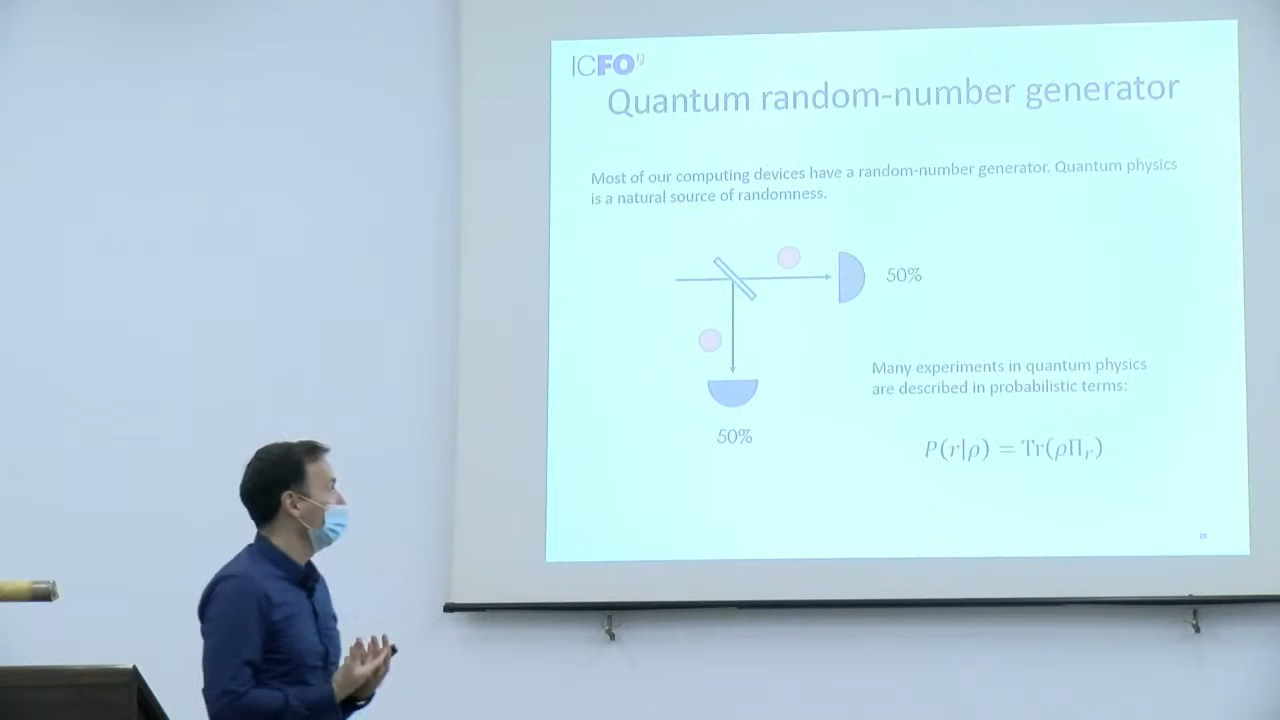 ICFO
Quantum random-number generator
Most of our computing devices have a random-number generator. Quantum physics
is a natural source of randomness.
50%
Many experiments in quantum physics
are described in probabilistic terms:
50%
P(r|ρ) = Tr(ρΠᵣ)